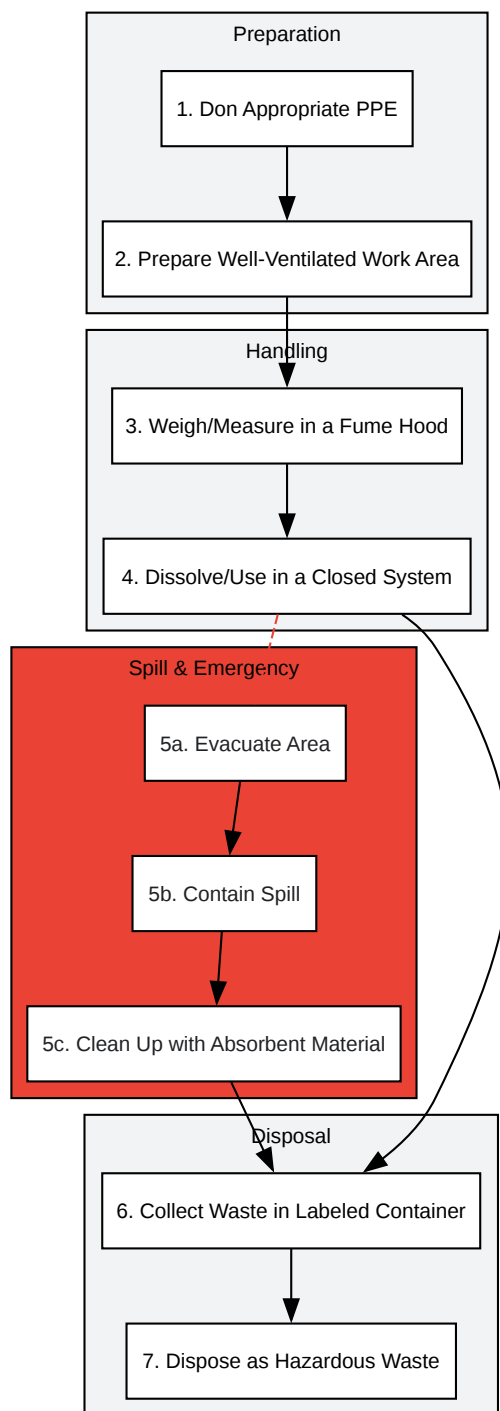 Preparation
1. Don Appropriate PPE
2. Prepare Well-Ventilated Work Area
Handling
3. Weigh/Measure in a Fume Hood
4. Dissolve/Use in a Closed System
Spill & Emergency
5a. Evacuate Area
5b. Contain Spill
5c. Clean Up with Absorbent Material
Disposal
6. Collect Waste in Labeled Container
7. Dispose as Hazardous Waste